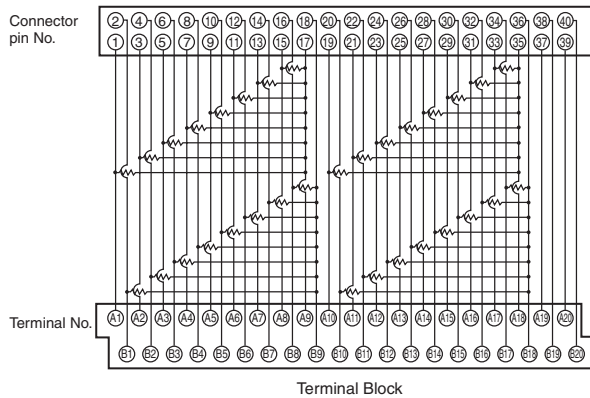 Connector pin No.
2 4 6 8 10 12 14 16 18 20 22 24 26 28 30 32 34 36 38 40
1 3 5 7 9 11 13 15 17 19 21 23 25 27 29 31 33 35 37 39
Terminal No.
A1 A2 A3 A4 A5 A6 A7 A8 A9 A10 A11 A12 A13 A14 A15 A16 A17 A18 A19 A20
B1 B2 B3 B4 B5 B6 B7 B8 B9 B10 B11 B12 B13 B14 B15 B16 B17 B18 B19 B20
Terminal Block